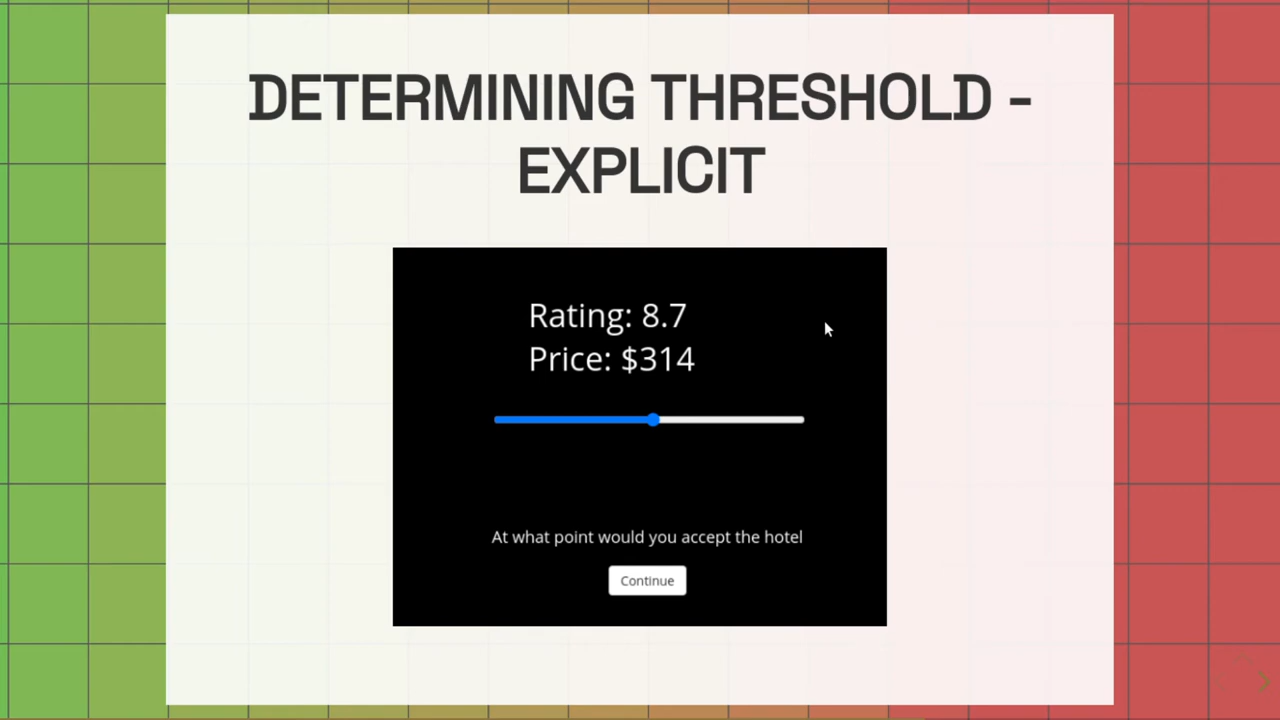 DETERMINING THRESHOLD -
EXPLICIT
Rating: 8.7
Price: $314
At what point would you accept the hotel
Continue